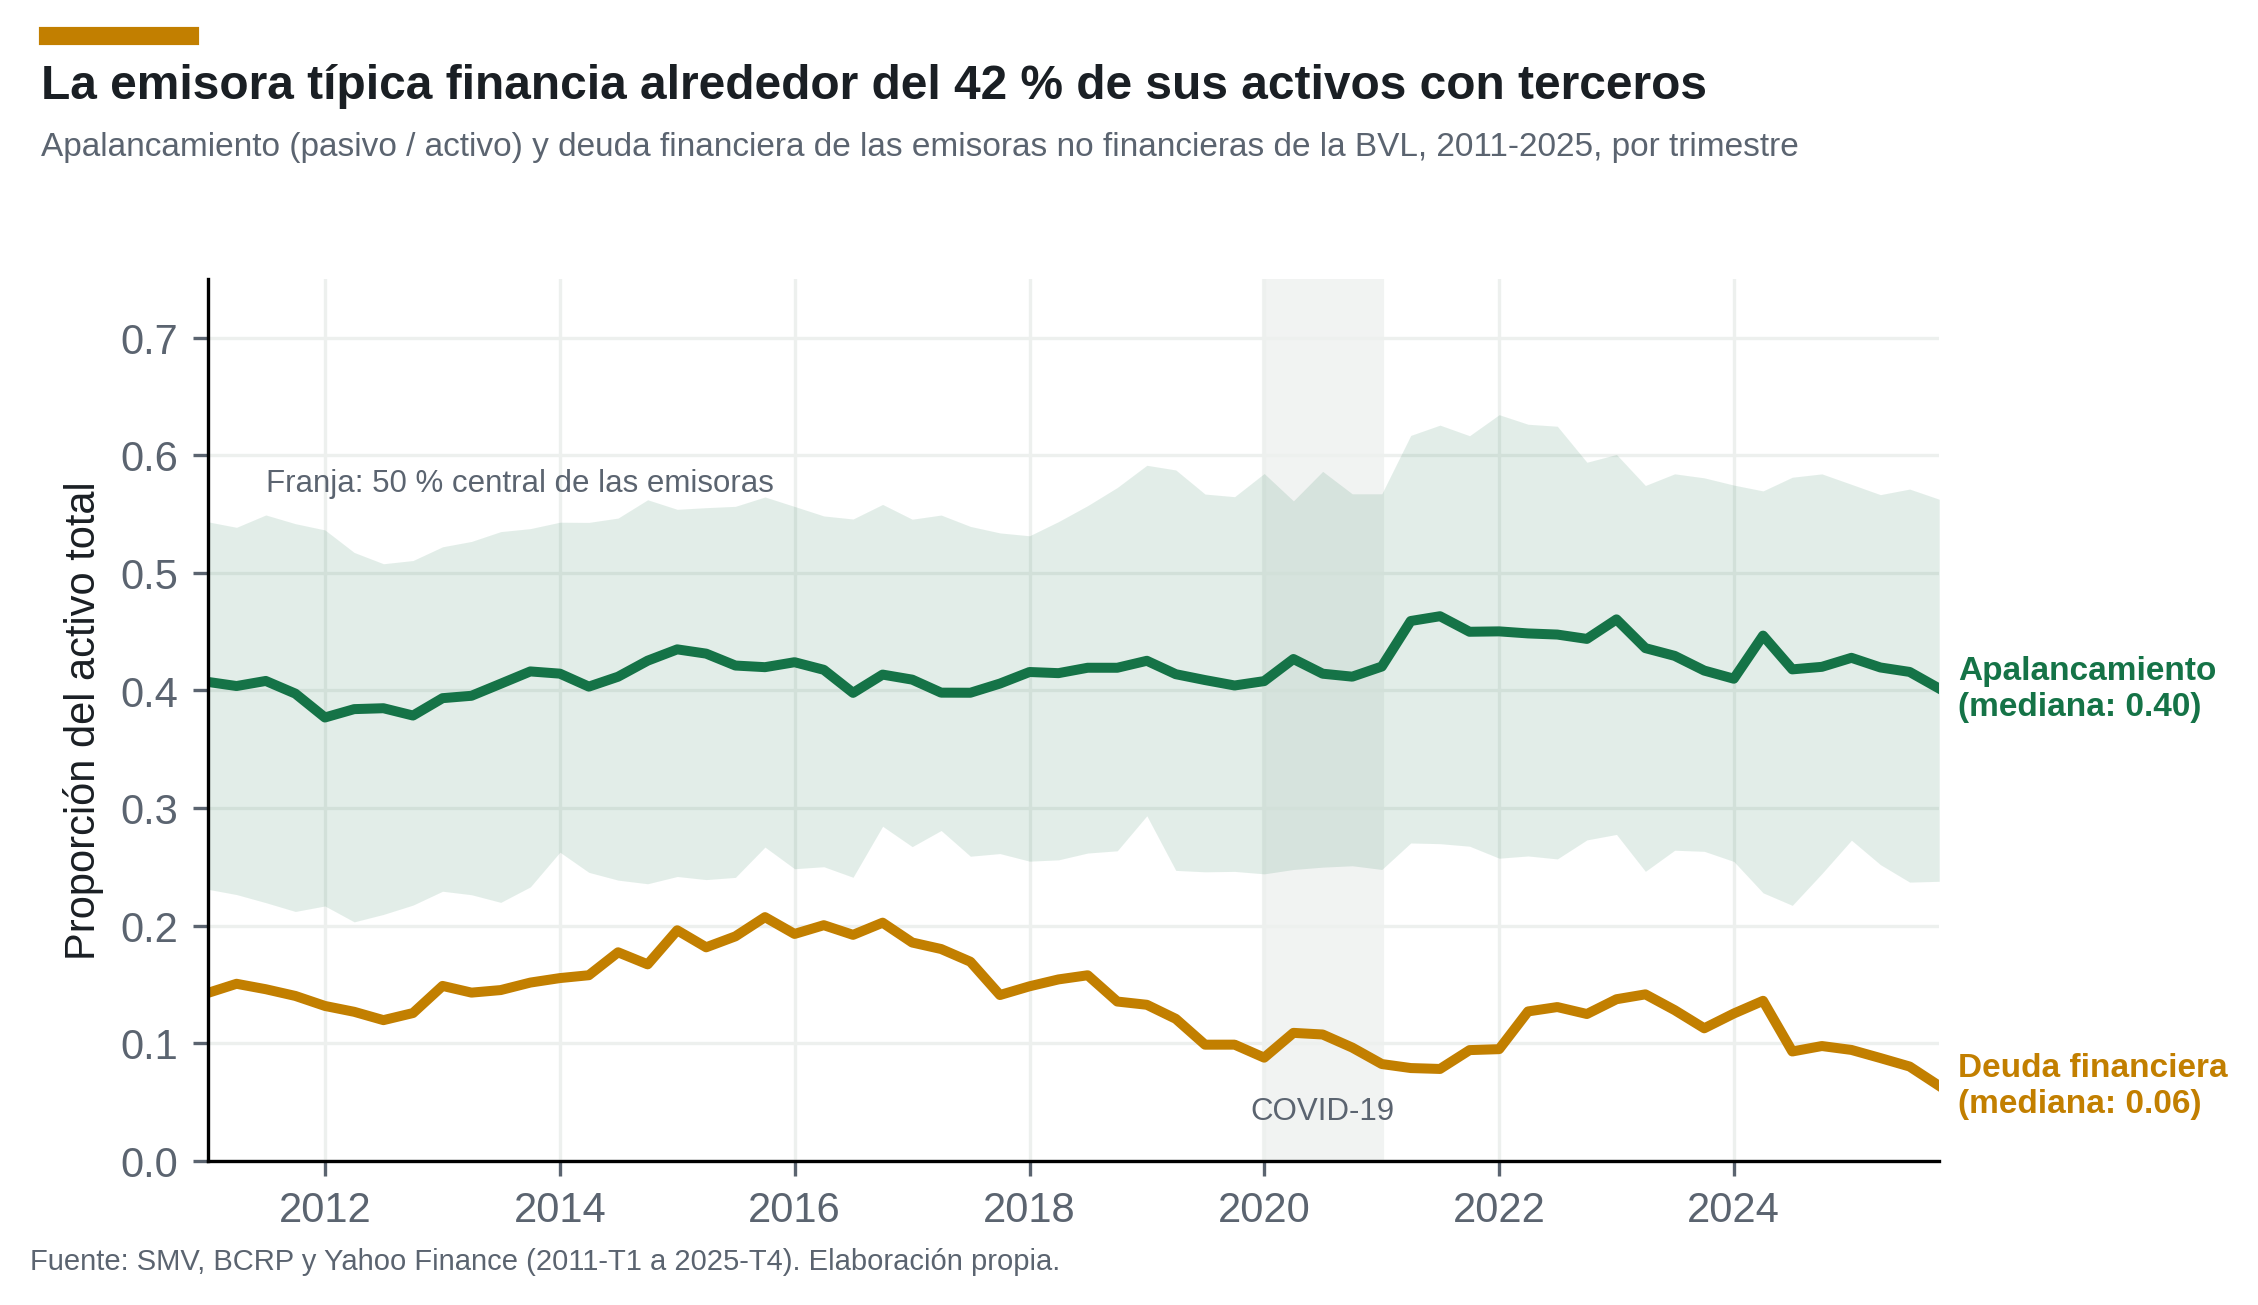 La emisora típica financia alrededor del 42 % de sus activos con terceros
Apalancamiento (pasivo / activo) y deuda financiera de las emisoras no financieras de la BVL, 2011-2025, por trimestre
Proporción del activo total
0.7
0.6
0.5
0.4
0.3
0.2
0.1
0.0
Franja: 50 % central de las emisoras
Apalancamiento
(mediana: 0.40)
Deuda financiera
(mediana: 0.06)
COVID-19
2012
2014
2016
2018
2020
2022
2024
Fuente: SMV, BCRP y Yahoo Finance (2011-T1 a 2025-T4). Elaboración propia.